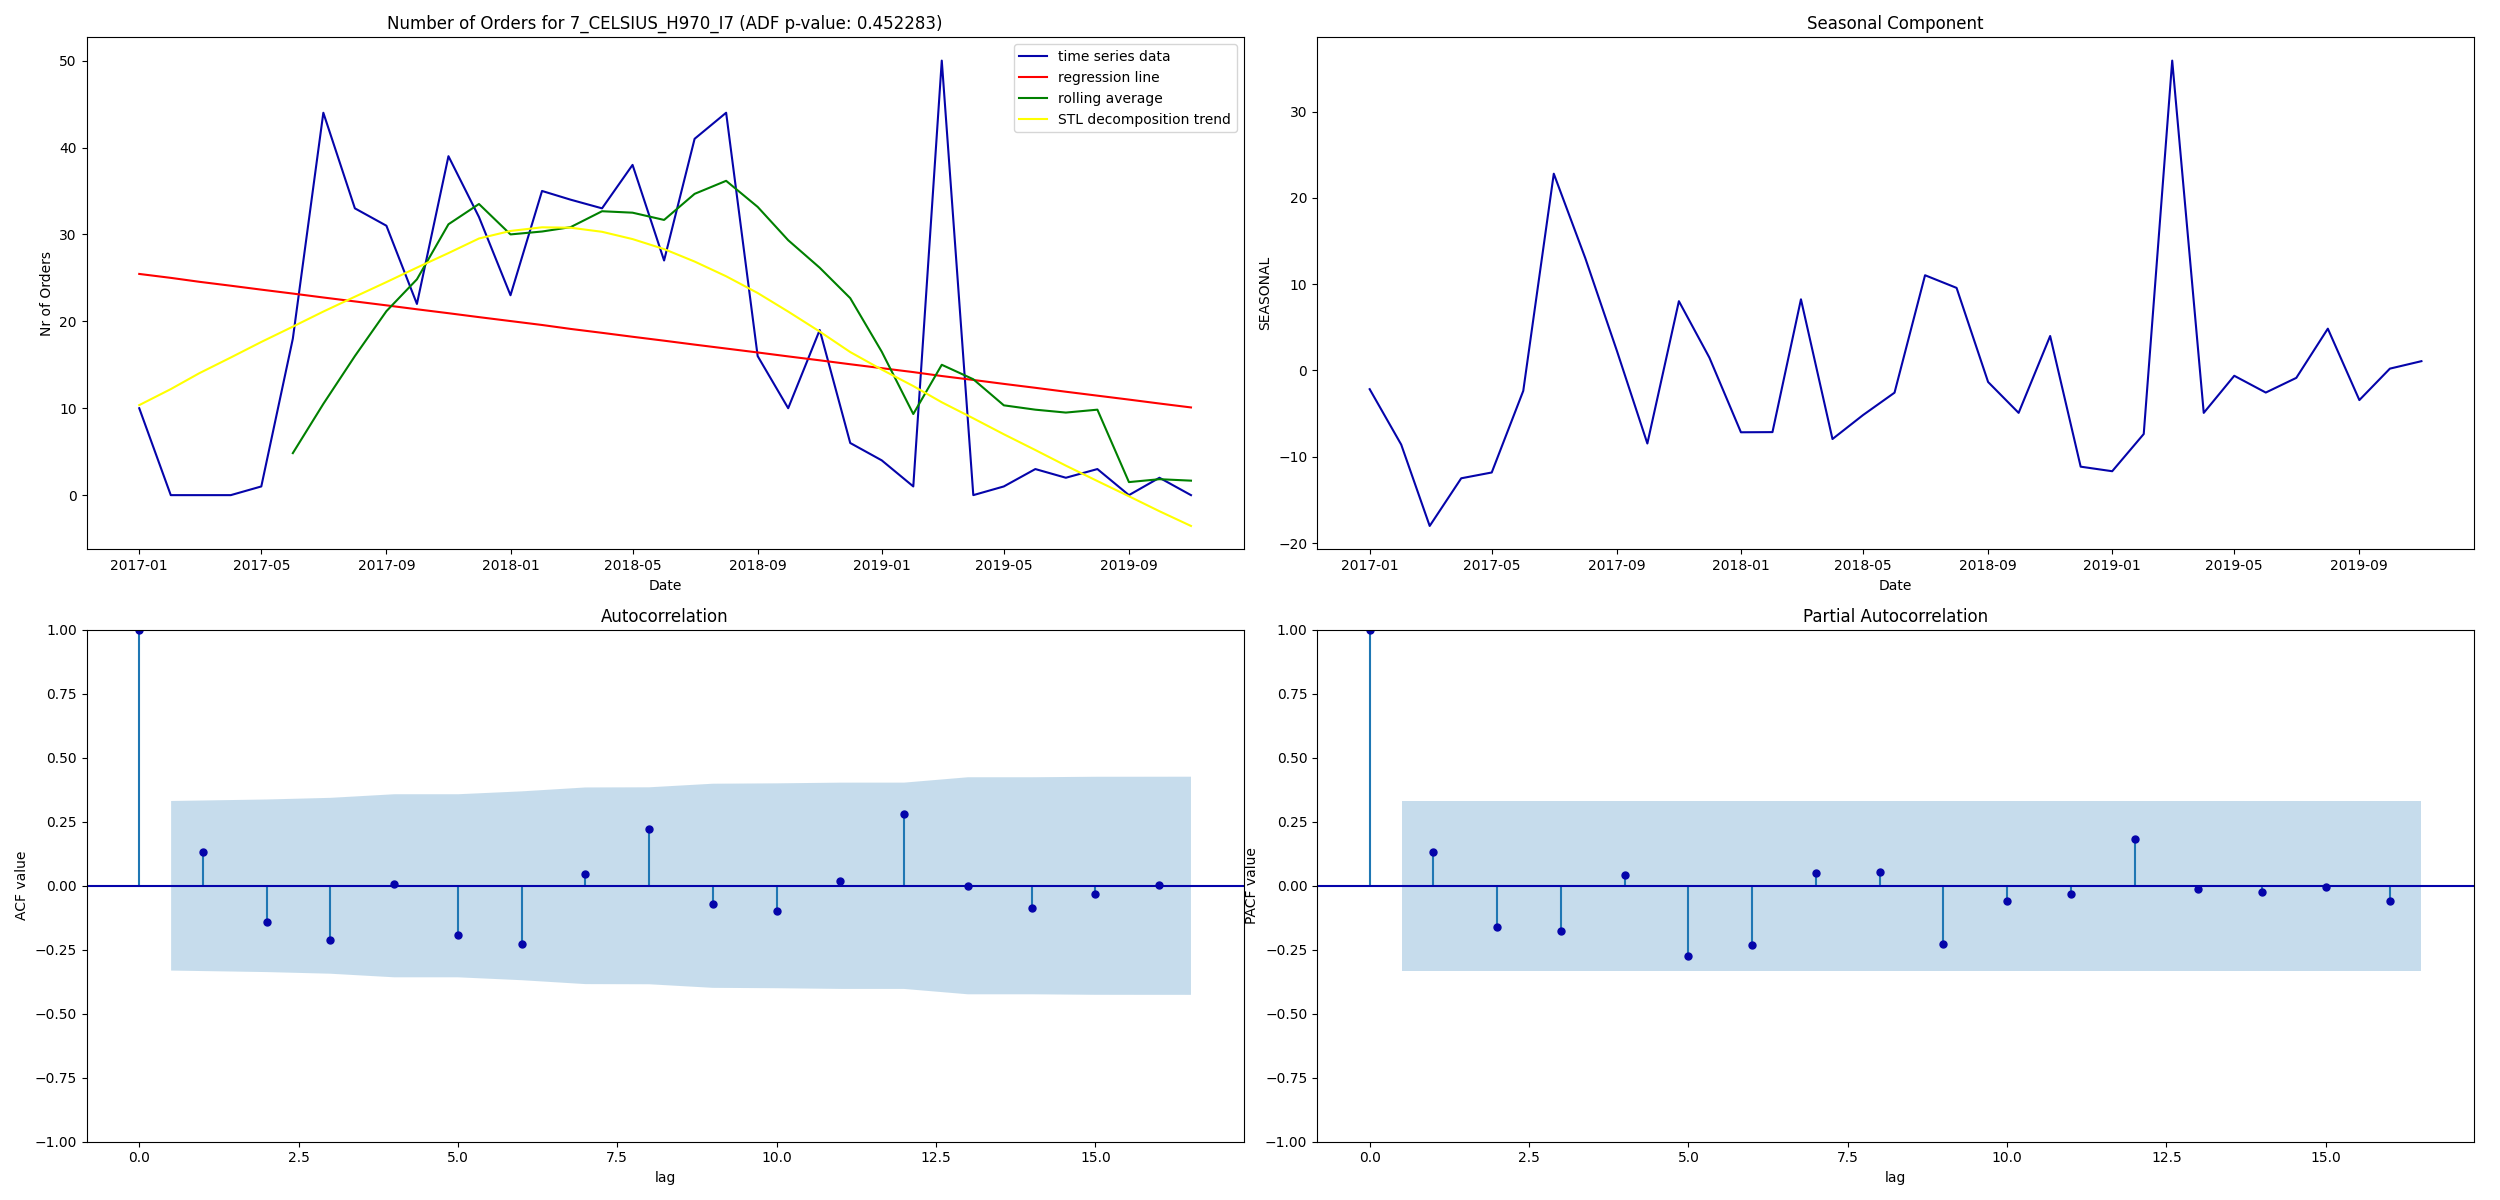 Number of Orders for 7_CELSIUS_H970_I7 (ADF p-value: 0.452283)
time series data
regression line
rolling average
STL decomposition trend
Nr of Orders
50
40
30
20
10
0
2017-01 2017-05 2017-09 2018-01 2018-05 2018-09 2019-01 2019-05 2019-09
Date
Seasonal Component
SEASONAL
30
20
10
0
−10
−20
2017-01 2017-05 2017-09 2018-01 2018-05 2018-09 2019-01 2019-05 2019-09
Date
Autocorrelation
ACF value
1.00
0.75
0.50
0.25
0.00
−0.25
−0.50
−0.75
−1.00
0.0 2.5 5.0 7.5 10.0 12.5 15.0
lag
Partial Autocorrelation
PACF value
1.00
0.75
0.50
0.25
0.00
−0.25
−0.50
−0.75
−1.00
0.0 2.5 5.0 7.5 10.0 12.5 15.0
lag